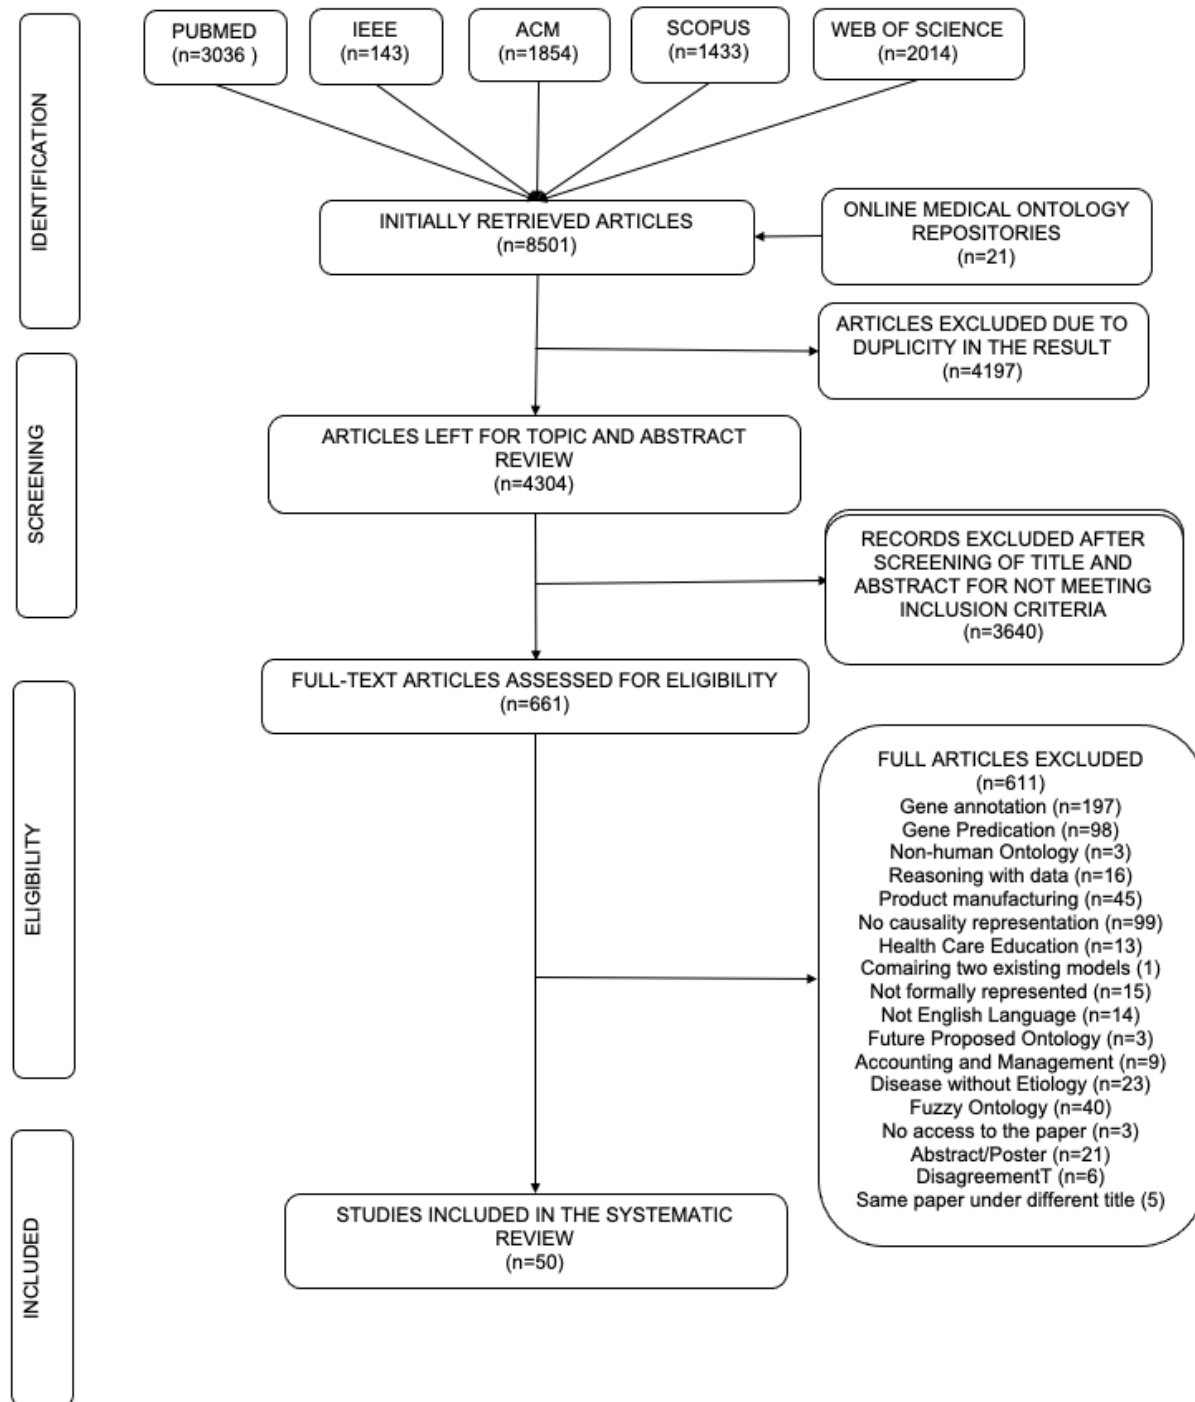 PUBMED
(n=3036 )
IEEE
(n=143)
ACM
(n=1854)
SCOPUS
(n=1433)
WEB OF SCIENCE
(n=2014)
IDENTIFICATION
INITIALLY RETRIEVED ARTICLES
(n=8501)
ONLINE MEDICAL ONTOLOGY
REPOSITORIES
(n=21)
ARTICLES EXCLUDED DUE TO
DUPLICITY IN THE RESULT
(n=4197)
SCREENING
ARTICLES LEFT FOR TOPIC AND ABSTRACT
REVIEW
(n=4304)
RECORDS EXCLUDED AFTER
SCREENING OF TITLE AND
ABSTRACT FOR NOT MEETING
INCLUSION CRITERIA
(n=3640)
FULL-TEXT ARTICLES ASSESSED FOR ELIGIBILITY
(n=661)
ELIGIBILITY
FULL ARTICLES EXCLUDED
(n=611)
Gene annotation (n=197)
Gene Predication (n=98)
Non-human Ontology (n=3)
Reasoning with data (n=16)
Product manufacturing (n=45)
No causality representation (n=99)
Health Care Education (n=13)
Comairing two existing models (1)
Not formally represented (n=15)
Not English Language (n=14)
Future Proposed Ontology (n=3)
Accounting and Management (n=9)
Disease without Etiology (n=23)
Fuzzy Ontology (n=40)
No access to the paper (n=3)
Abstract/Poster (n=21)
DisagreementT (n=6)
Same paper under different title (5)
INCLUDED
STUDIES INCLUDED IN THE SYSTEMATIC
REVIEW
(n=50)